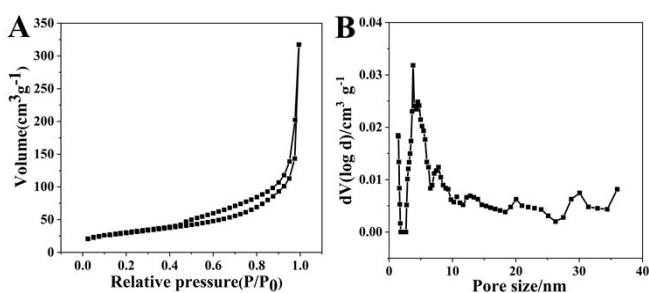 A
350
300
250
200
150
100
50
0
Volume(cm³g⁻¹)
0.0 0.2 0.4 0.6 0.8 1.0
Relative pressure(P/P₀)
B
0.04
0.03
0.02
0.01
0.00
dV(log d)/cm³ g⁻¹
0 10 20 30 40
Pore size/nm